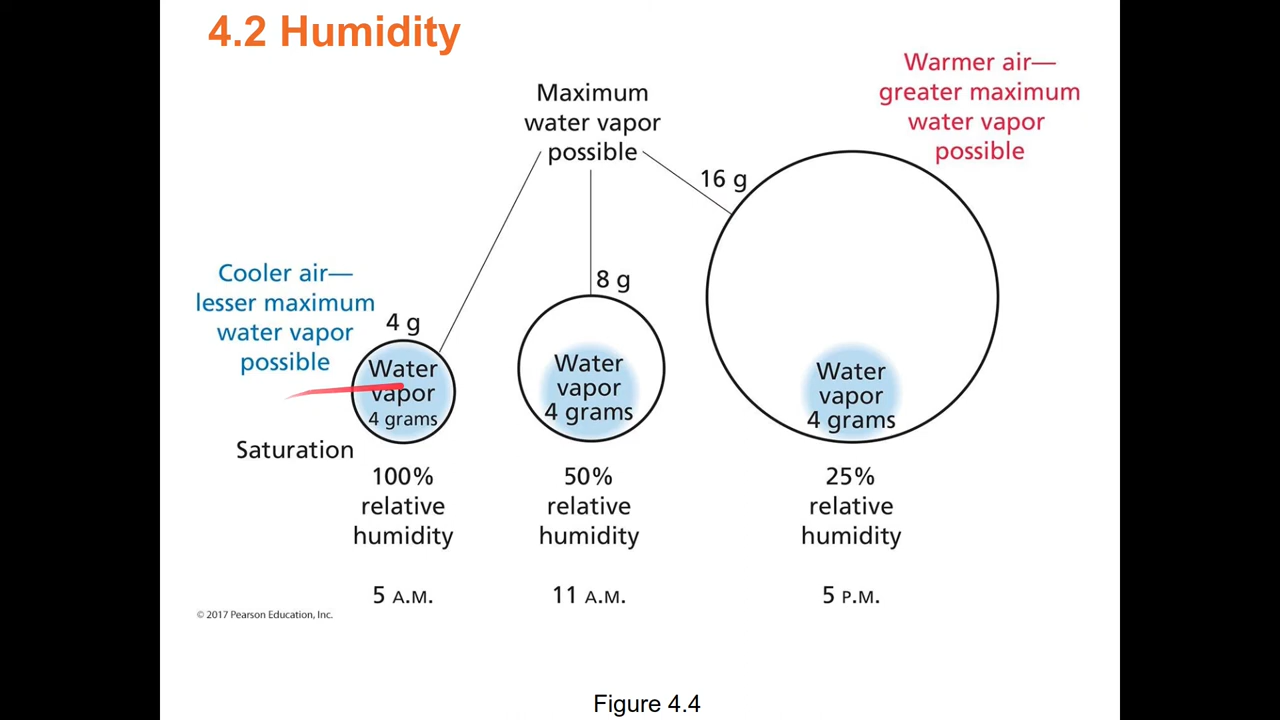 4.2 Humidity
Warmer air—
greater maximum
water vapor
possible
Maximum
water vapor
possible
16 g
8 g
Cooler air—
lesser maximum
water vapor
possible
4 g
Water
vapor
4 grams
Water
vapor
4 grams
Water
vapor
4 grams
Saturation
100%
relative
humidity
50%
relative
humidity
25%
relative
humidity
5 A.M.
11 A.M.
5 P.M.
© 2017 Pearson Education, Inc.
Figure 4.4